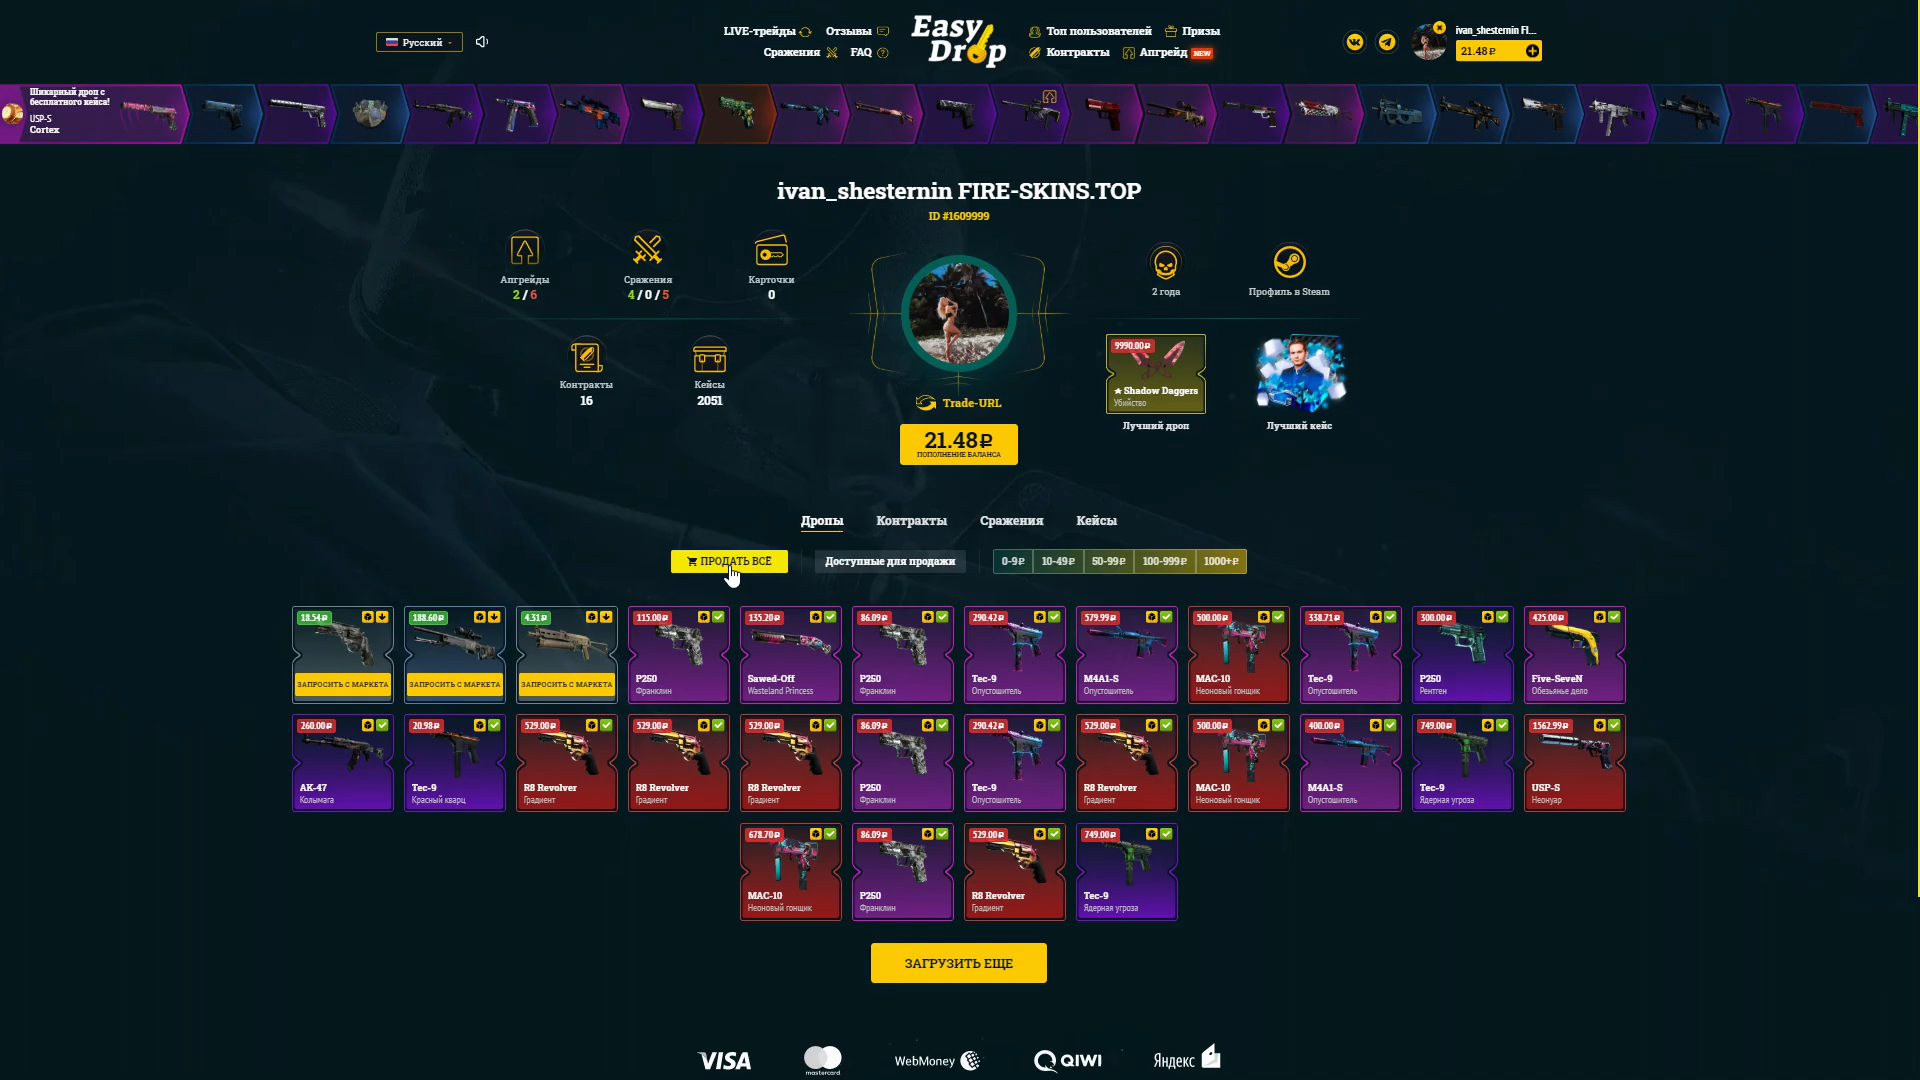 Русский
LIVE-трейды
Отзывы
Сражения
FAQ
Easy Drop
Топ пользователей
Призы
Контракты
Апгрейд NEW
ivan_shesternin FI...
21.48₽
Шикарный дроп с
бесплатного кейса!
USP-S
Cortex
ivan_shesternin FIRE-SKINS.TOP
ID #1609999
Апгрейды
2 / 6
Сражения
4 / 0 / 5
Карточки
0
2 года
Профиль в Steam
Контракты
16
Кейсы
2051
Trade-URL
21.48₽
ПОПОЛНЕНИЕ БАЛАНСА
9990.00₽
★ Shadow Daggers
Убийство
Лучший дроп
Лучший кейс
Дропы
Контракты
Сражения
Кейсы
ПРОДАТЬ ВСЁ
Доступные для продажи
0-9₽
10-49₽
50-99₽
100-999₽
1000+₽
18.54₽
ЗАПРОСИТЬ С МАРКЕТА
188.60₽
ЗАПРОСИТЬ С МАРКЕТА
4.31₽
ЗАПРОСИТЬ С МАРКЕТА
115.00₽
P250
Франклин
135.20₽
Sawed-Off
Wasteland Princess
86.09₽
P250
Франклин
290.42₽
Tec-9
Опустошитель
579.99₽
M4A1-S
Опустошитель
500.00₽
MAC-10
Неоновый гонщик
338.71₽
Tec-9
Опустошитель
300.00₽
P250
Рентген
425.00₽
Five-SeveN
Обезьянье дело
260.00₽
AK-47
Колымага
20.98₽
Tec-9
Красный кварц
529.00₽
R8 Revolver
Градиент
529.00₽
R8 Revolver
Градиент
529.00₽
R8 Revolver
Градиент
86.09₽
P250
Франклин
290.42₽
Tec-9
Опустошитель
529.00₽
R8 Revolver
Градиент
500.00₽
MAC-10
Неоновый гонщик
400.00₽
M4A1-S
Опустошитель
749.00₽
Tec-9
Ядерная угроза
1562.99₽
USP-S
Неонуар
678.70₽
MAC-10
Неоновый гонщик
86.09₽
P250
Франклин
529.00₽
R8 Revolver
Градиент
749.00₽
Tec-9
Ядерная угроза
ЗАГРУЗИТЬ ЕЩЕ
VISA
mastercard
WebMoney
QIWI
Яндекс